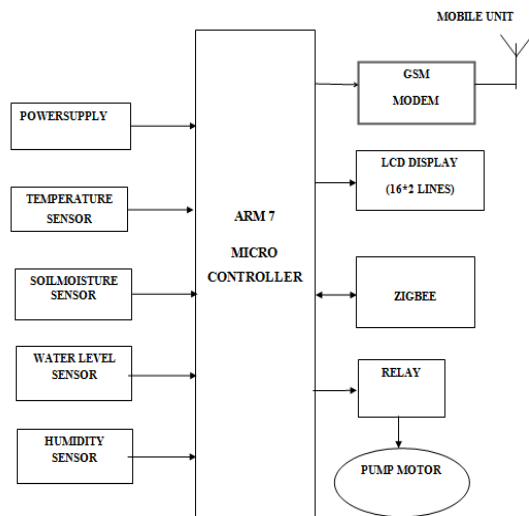 MOBILE UNIT
GSM
MODEM
POWERSUPPLY
LCD DISPLAY
(16*2 LINES)
TEMPERATURE
SENSOR
ARM 7
MICRO
CONTROLLER
SOILMOISTURE
SENSOR
ZIGBEE
WATER LEVEL
SENSOR
RELAY
HUMIDITY
SENSOR
PUMP MOTOR